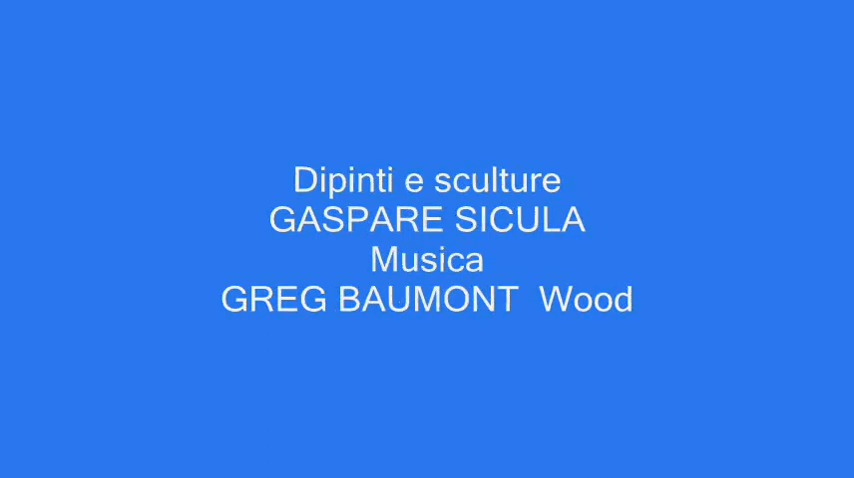 Dipinti e sculture
GASPARE SICULA
Musica
GREG BAUMONT  Wood